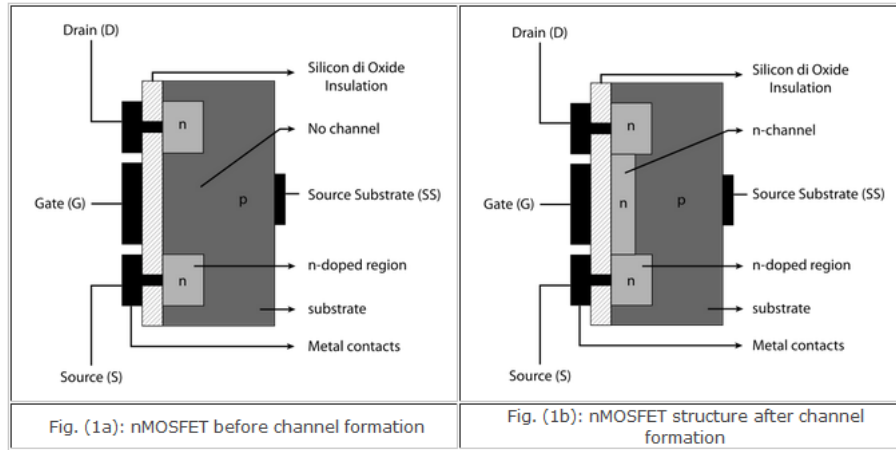 Drain (D)
Silicon di Oxide
Insulation
n
No channel
Gate (G)
p
Source Substrate (SS)
n-doped region
n
substrate
Metal contacts
Source (S)
Fig. (1a): nMOSFET before channel formation
Drain (D)
Silicon di Oxide
Insulation
n
n-channel
Gate (G)
n
p
Source Substrate (SS)
n-doped region
n
substrate
Metal contacts
Source (S)
Fig. (1b): nMOSFET structure after channel
formation